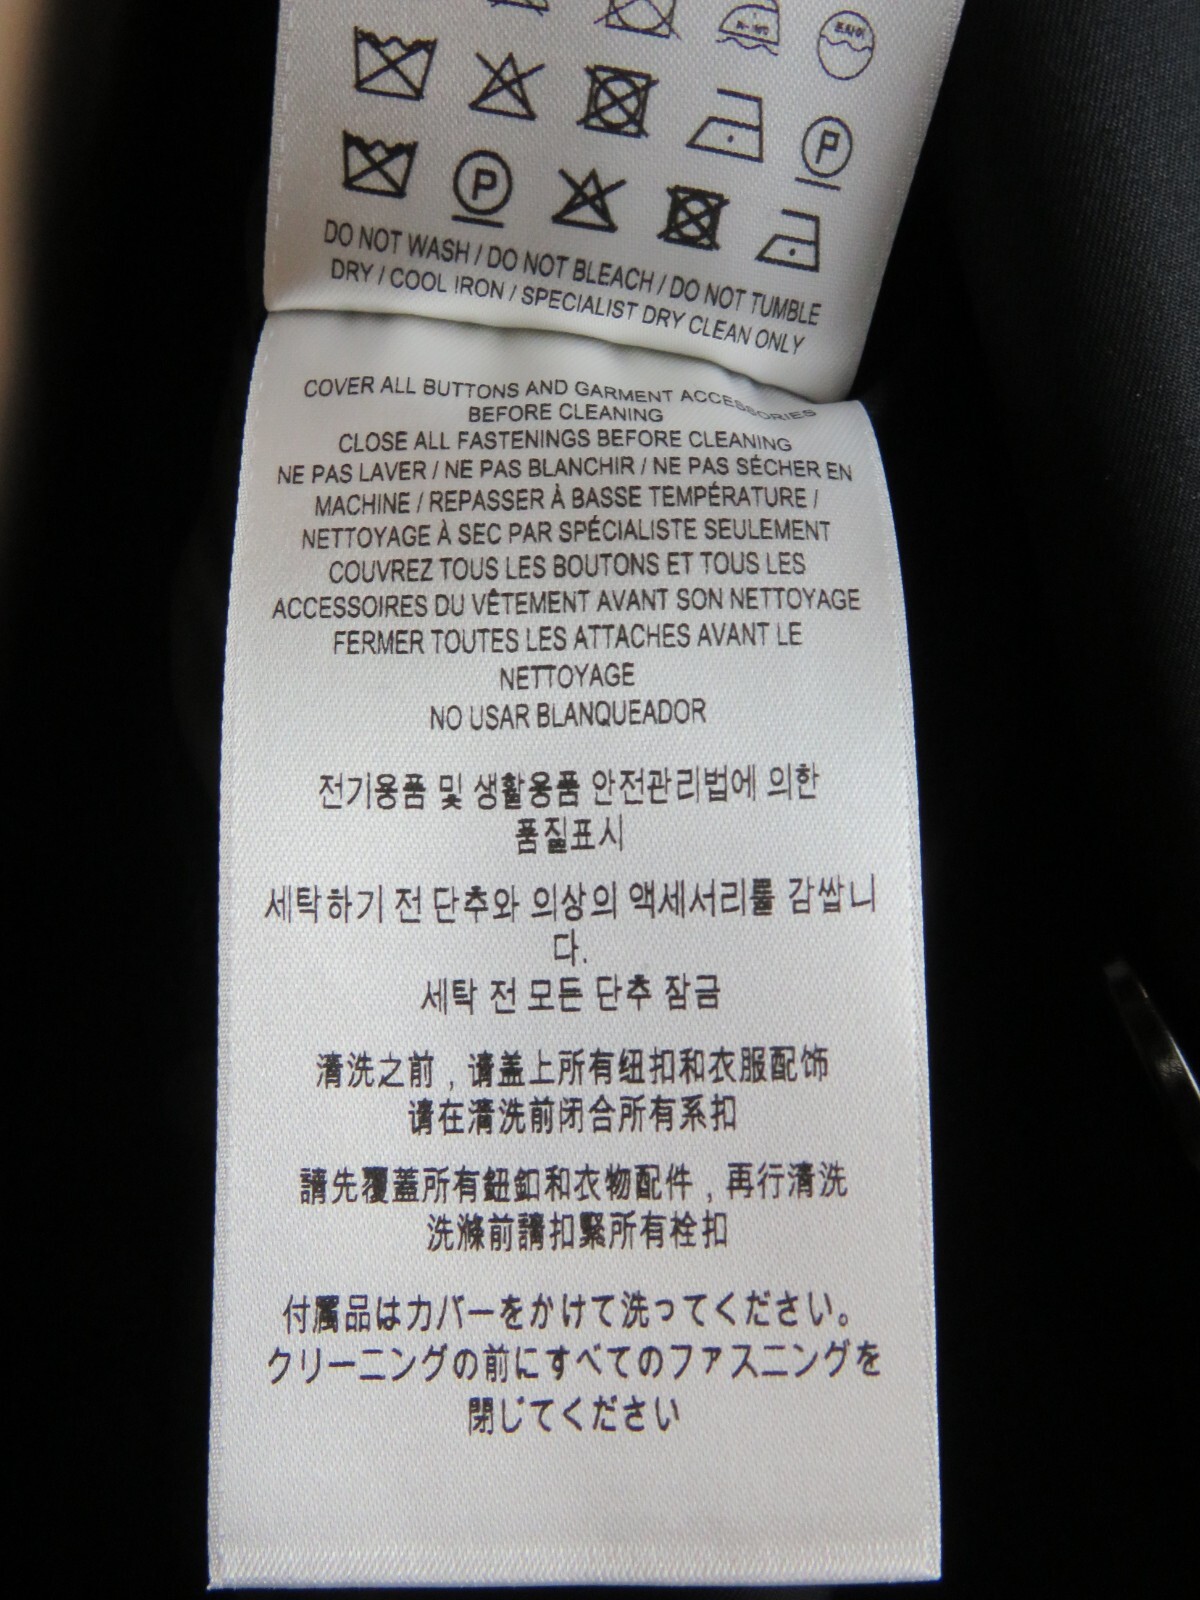 드라이
P
P
DO NOT WASH / DO NOT BLEACH / DO NOT TUMBLE
DRY / COOL IRON / SPECIALIST DRY CLEAN ONLY
COVER ALL BUTTONS AND GARMENT ACCESSORIES
BEFORE CLEANING
CLOSE ALL FASTENINGS BEFORE CLEANING
NE PAS LAVER / NE PAS BLANCHIR / NE PAS SÉCHER EN
MACHINE / REPASSER À BASSE TEMPÉRATURE /
NETTOYAGE À SEC PAR SPÉCIALISTE SEULEMENT
COUVREZ TOUS LES BOUTONS ET TOUS LES
ACCESSOIRES DU VÊTEMENT AVANT SON NETTOYAGE
FERMER TOUTES LES ATTACHES AVANT LE
NETTOYAGE
NO USAR BLANQUEADOR
전기용품 및 생활용품 안전관리법에 의한
품질표시
세탁하기 전 단추와 의상의 액세서리를 감쌉니
다.
세탁 전 모든 단추 잠금
清洗之前，请盖上所有纽扣和衣服配饰
请在清洗前闭合所有系扣
請先覆蓋所有鈕釦和衣物配件，再行清洗
洗滌前請扣緊所有栓扣
付属品はカバーをかけて洗ってください。
クリーニングの前にすべてのファスニングを
閉じてください